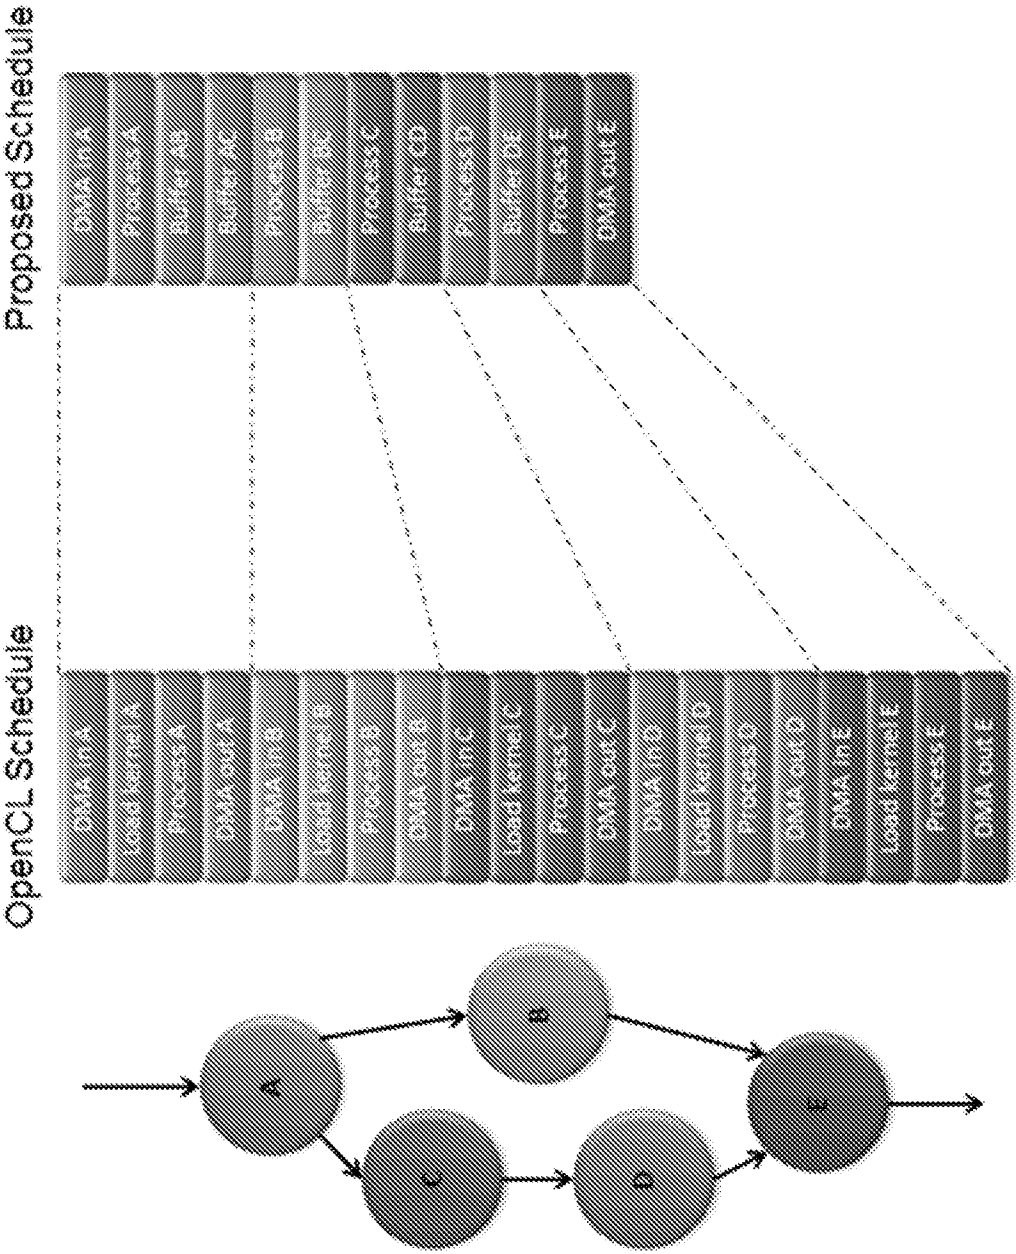 OpenCL Schedule
DMA in A
Load kernel A
Process A
DMA out A
DMA in B
Load kernel B
Process B
DMA out B
DMA in C
Load kernel C
Process C
DMA out C
DMA in D
Load kernel D
Process D
DMA out D
DMA in E
Load kernel E
Process E
DMA out E
Proposed Schedule
DMA in A
Process A
Buffer AB
Buffer AC
Process B
Buffer BE
Process C
Buffer CD
Process D
Buffer DE
Process E
DMA out E
A
B
C
D
E